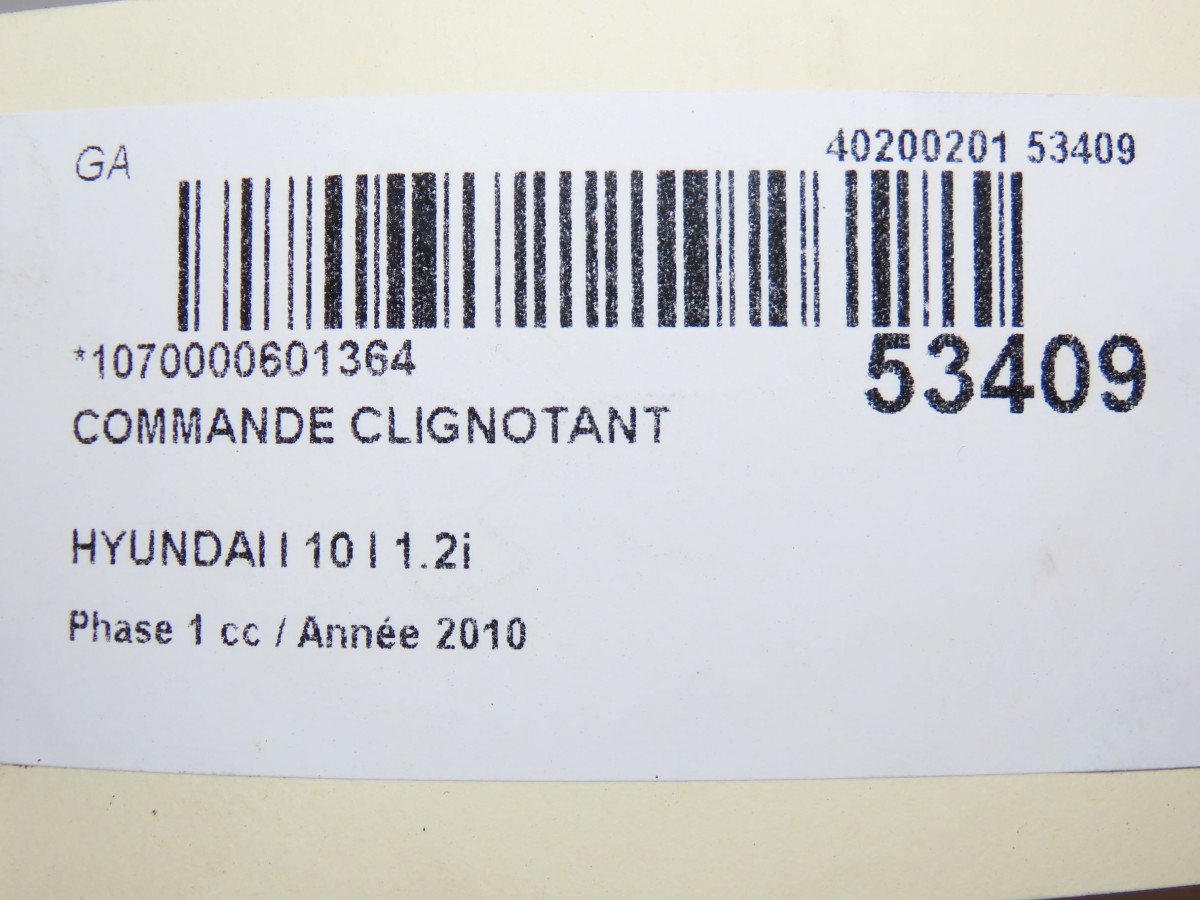 GA
40200201 53409
*1070000601364
53409
COMMANDE CLIGNOTANT
HYUNDAI I 10 I 1.2i
Phase 1 cc / Année 2010